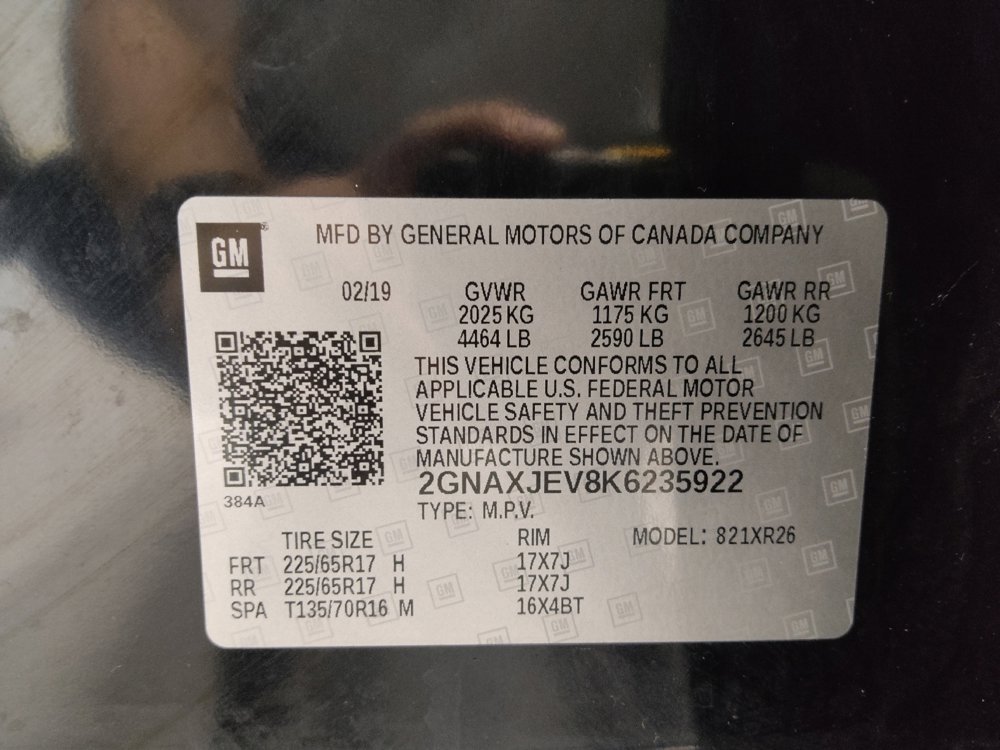 GM®
MFD BY GENERAL MOTORS OF CANADA COMPANY
02/19 GVWR GAWR FRT GAWR RR
2025 KG 1175 KG 1200 KG
4464 LB 2590 LB 2645 LB
THIS VEHICLE CONFORMS TO ALL
APPLICABLE U.S. FEDERAL MOTOR
VEHICLE SAFETY AND THEFT PREVENTION
STANDARDS IN EFFECT ON THE DATE OF
MANUFACTURE SHOWN ABOVE.
384A 2GNAXJEV8K6235922
TYPE: M.P.V.
TIRE SIZE RIM MODEL: 821XR26
FRT 225/65R17 H 17X7J
RR 225/65R17 H 17X7J
SPA T135/70R16 M 16X4BT